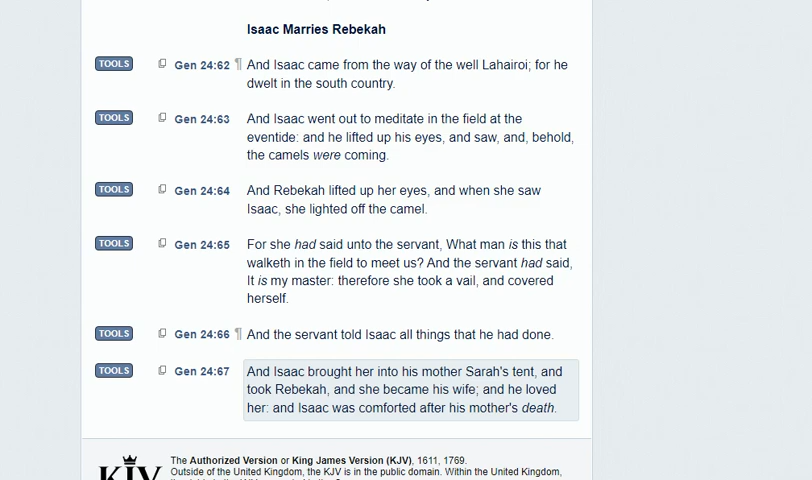 Isaac Marries Rebekah
TOOLS Gen 24:62 ¶ And Isaac came from the way of the well Lahairoi; for he
dwelt in the south country.
TOOLS Gen 24:63 And Isaac went out to meditate in the field at the
eventide: and he lifted up his eyes, and saw, and, behold,
the camels were coming.
TOOLS Gen 24:64 And Rebekah lifted up her eyes, and when she saw
Isaac, she lighted off the camel.
TOOLS Gen 24:65 For she had said unto the servant, What man is this that
walketh in the field to meet us? And the servant had said,
It is my master: therefore she took a vail, and covered
herself.
TOOLS Gen 24:66 ¶ And the servant told Isaac all things that he had done.
TOOLS Gen 24:67 And Isaac brought her into his mother Sarah's tent, and
took Rebekah, and she became his wife; and he loved
her: and Isaac was comforted after his mother's death.
KJV
The Authorized Version or King James Version (KJV), 1611, 1769.
Outside of the United Kingdom, the KJV is in the public domain. Within the United Kingdom,